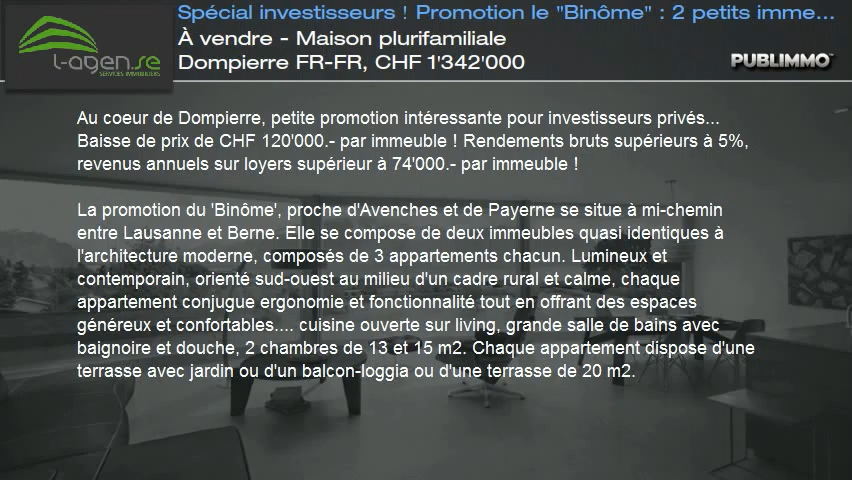 Spécial investisseurs ! Promotion le "Binôme" : 2 petits imme...
À vendre - Maison plurifamiliale
Dompierre FR-FR, CHF 1'342'000
l-agen.se
SERVICES IMMOBILIERS
PUBLIMMO
Au coeur de Dompierre, petite promotion intéressante pour investisseurs privés...
Baisse de prix de CHF 120'000.- par immeuble ! Rendements bruts supérieurs à 5%,
revenus annuels sur loyers supérieur à 74'000.- par immeuble !
La promotion du 'Binôme', proche d'Avenches et de Payerne se situe à mi-chemin
entre Lausanne et Berne. Elle se compose de deux immeubles quasi identiques à
l'architecture moderne, composés de 3 appartements chacun. Lumineux et
contemporain, orienté sud-ouest au milieu d'un cadre rural et calme, chaque
appartement conjugue ergonomie et fonctionnalité tout en offrant des espaces
généreux et confortables.... cuisine ouverte sur living, grande salle de bains avec
baignoire et douche, 2 chambres de 13 et 15 m2. Chaque appartement dispose d'une
terrasse avec jardin ou d'un balcon-loggia ou d'une terrasse de 20 m2.